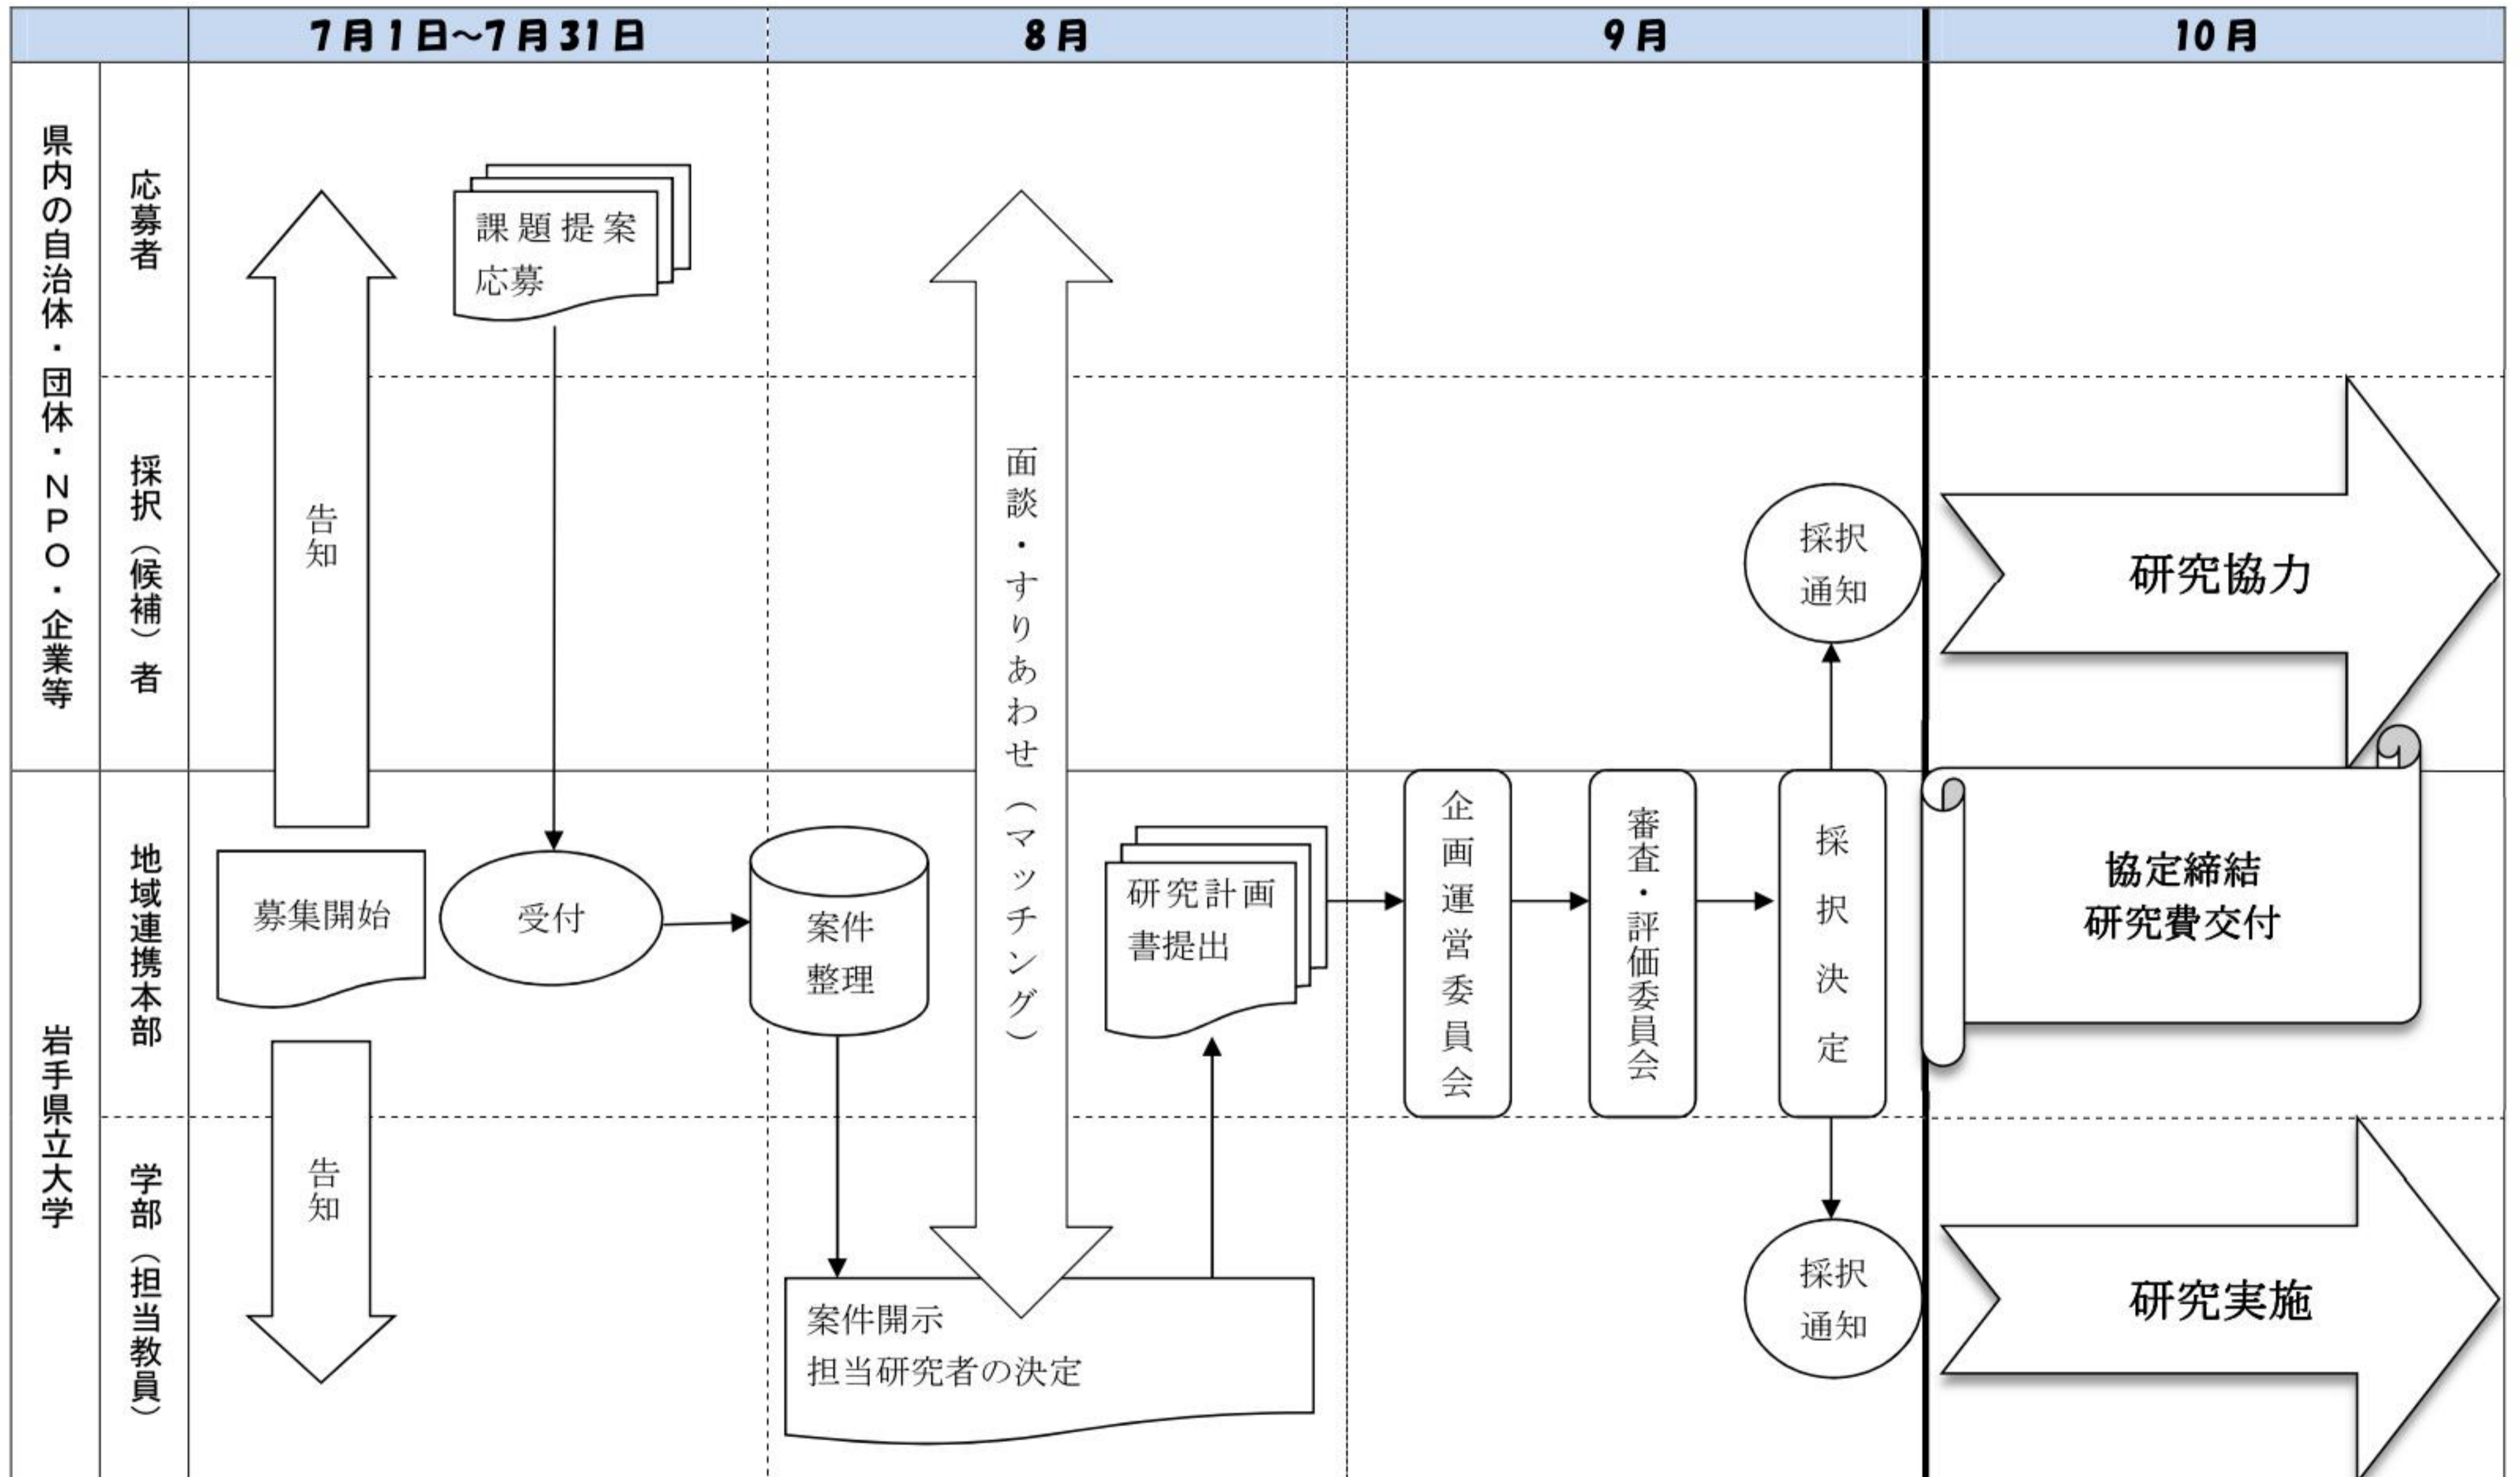 7月1日～7月31日
8月
9月
10月
県内の自治体・団体・NPO・企業等
応募者
採択（候補）者
岩手県立大学
地域連携本部
学部（担当教員）
告知
課題提案
応募
募集開始
受付
告知
案件
整理
面談・すりあわせ（マッチング）
研究計画
書提出
案件開示
担当研究者の決定
企画運営委員会
審査・評価委員会
採択決定
採択
通知
採択
通知
研究協力
協定締結
研究費交付
研究実施